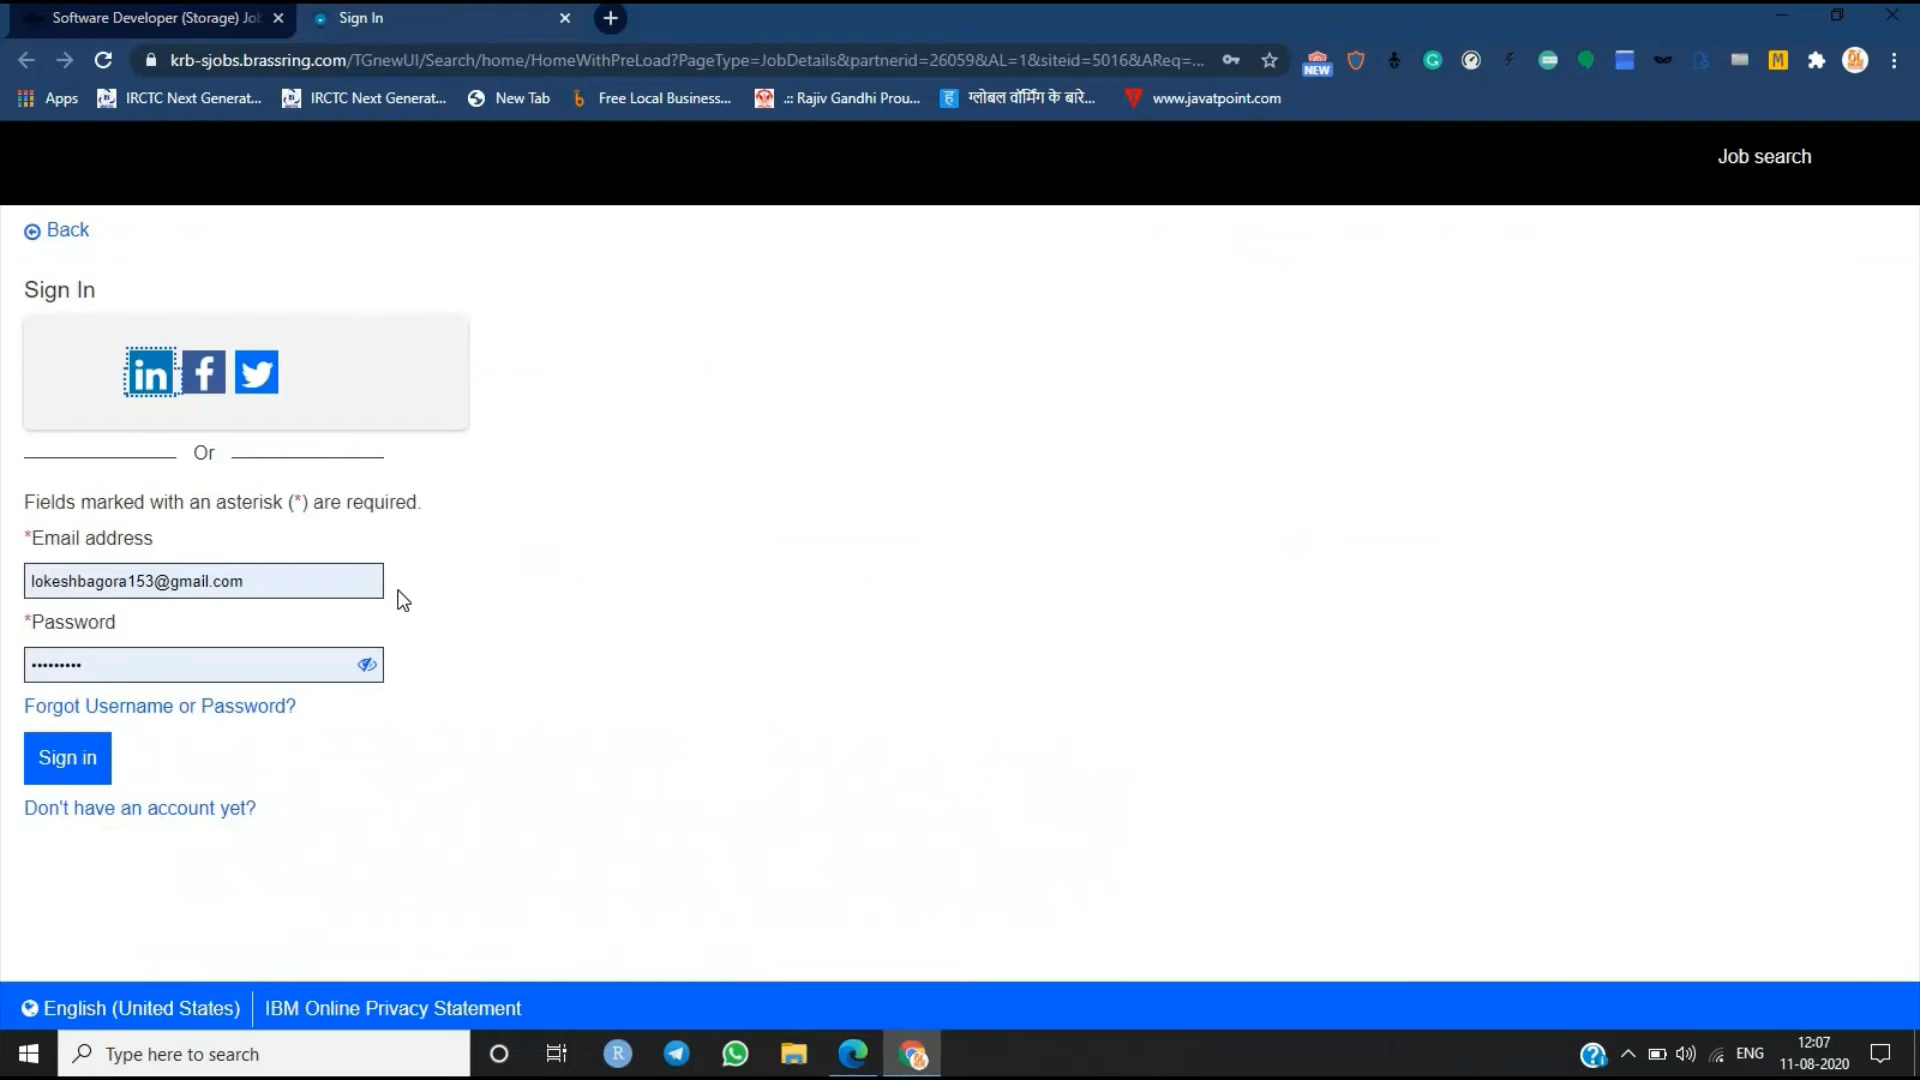 Software Developer (Storage) Jo
Sign In
krb-sjobs.brassring.com/TGnewUI/Search/home/HomeWithPreLoad?PageType=JobDetails&partnerid=26059&AL=1&siteid=5016&AReq=...
NEW
M
Apps
IRCTC Next Generat...
IRCTC Next Generat...
New Tab
Free Local Business...
.:: Rajiv Gandhi Prou...
ग्लोबल वॉर्मिंग के बारे...
www.javatpoint.com
Job search
Back
Sign In
in
f
Or
Fields marked with an asterisk (*) are required.
*Email address
lokeshbagora153@gmail.com
*Password
Forgot Username or Password?
Sign in
Don't have an account yet?
English (United States)
IBM Online Privacy Statement
Type here to search
R
ENG
12:07
11-08-2020